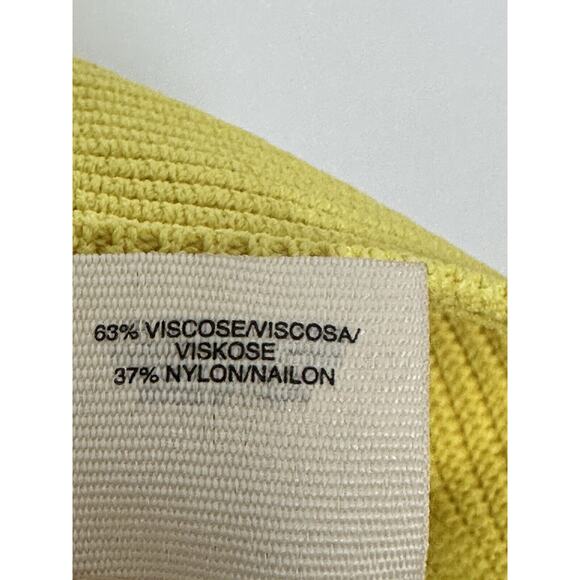 63% VISCOSE/VISCOSA/
VISKOSE
37% NYLON/NAILON